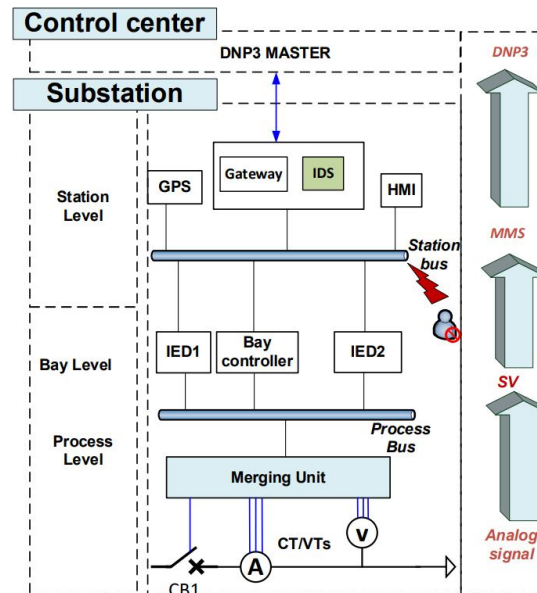 Control center
DNP3 MASTER
DNP3
Substation
Station
Level
GPS
Gateway
IDS
HMI
MMS
Station
bus
Bay Level
IED1
Bay
controller
IED2
SV
Process
Level
Process
Bus
Merging Unit
CT/VTs
V
A
CB1
Analog
signal